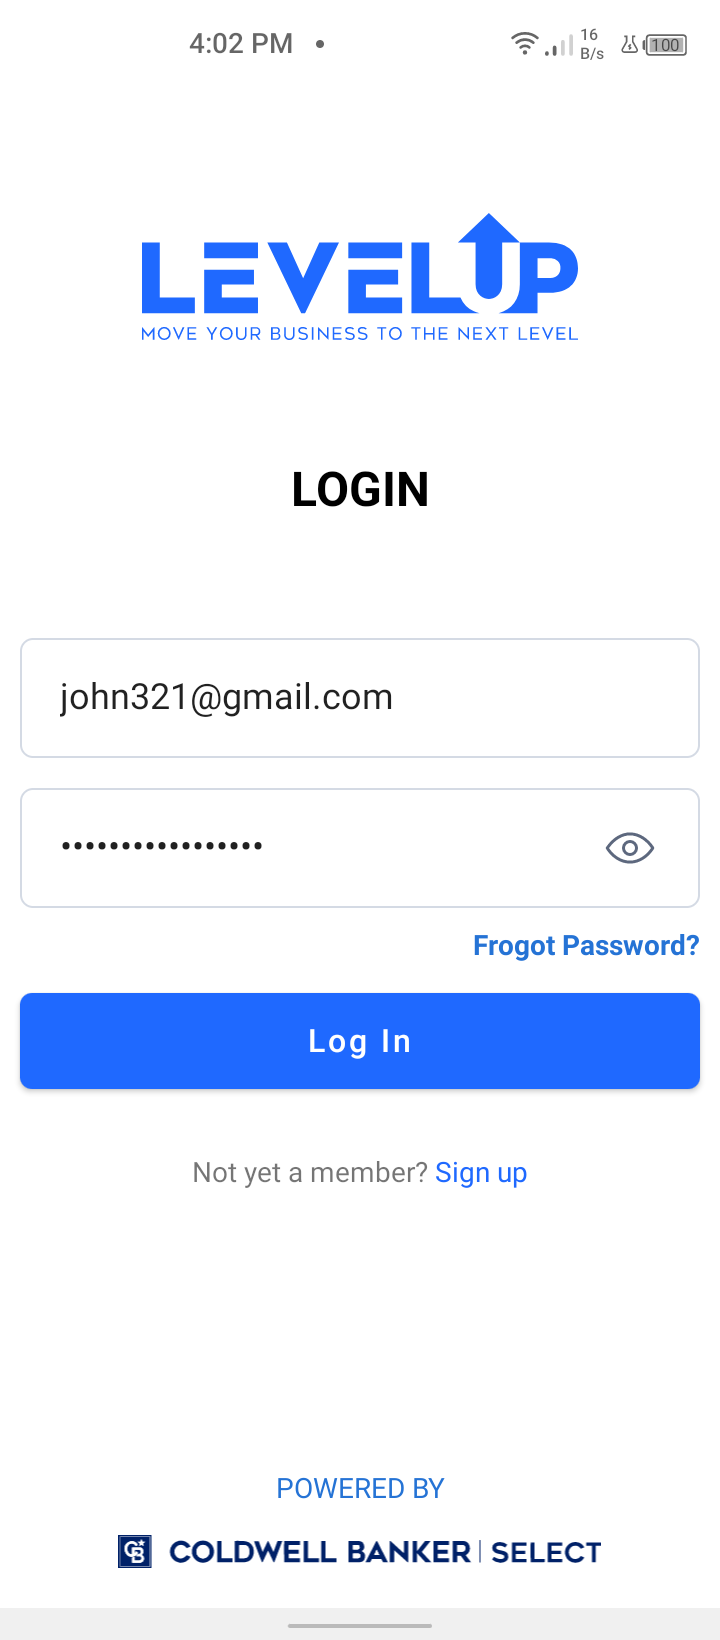 4:02 PM
16
B/s
100
LEVELUP
MOVE YOUR BUSINESS TO THE NEXT LEVEL
LOGIN
john321@gmail.com
•••••••••••••••••
Frogot Password?
Log In
Not yet a member? Sign up
POWERED BY
CB COLDWELL BANKER | SELECT